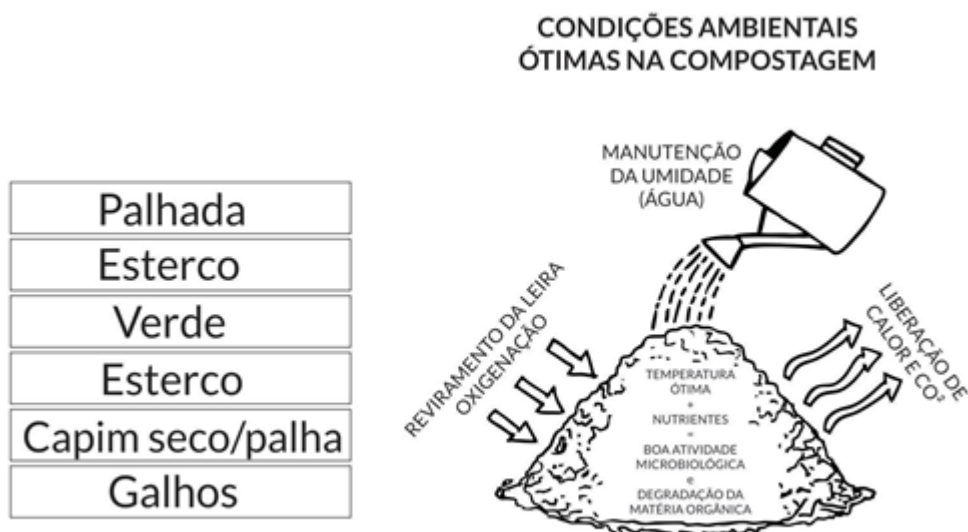 CONDIÇÕES AMBIENTAIS
ÓTIMAS NA COMPOSTAGEM
Palhada
Esterco
Verde
Esterco
Capim seco/palha
Galhos
MANUTENÇÃO
DA UMIDADE
(ÁGUA)
REVIRAMENTO DA LEIRA
OXIGENAÇÃO
LIBERAÇÃO DE
CALOR E CO²
TEMPERATURA
ÓTIMA
+
NUTRIENTES
=
BOA ATIVIDADE
MICROBIOLÓGICA
e
DEGRADAÇÃO DA
MATÉRIA ORGÂNICA